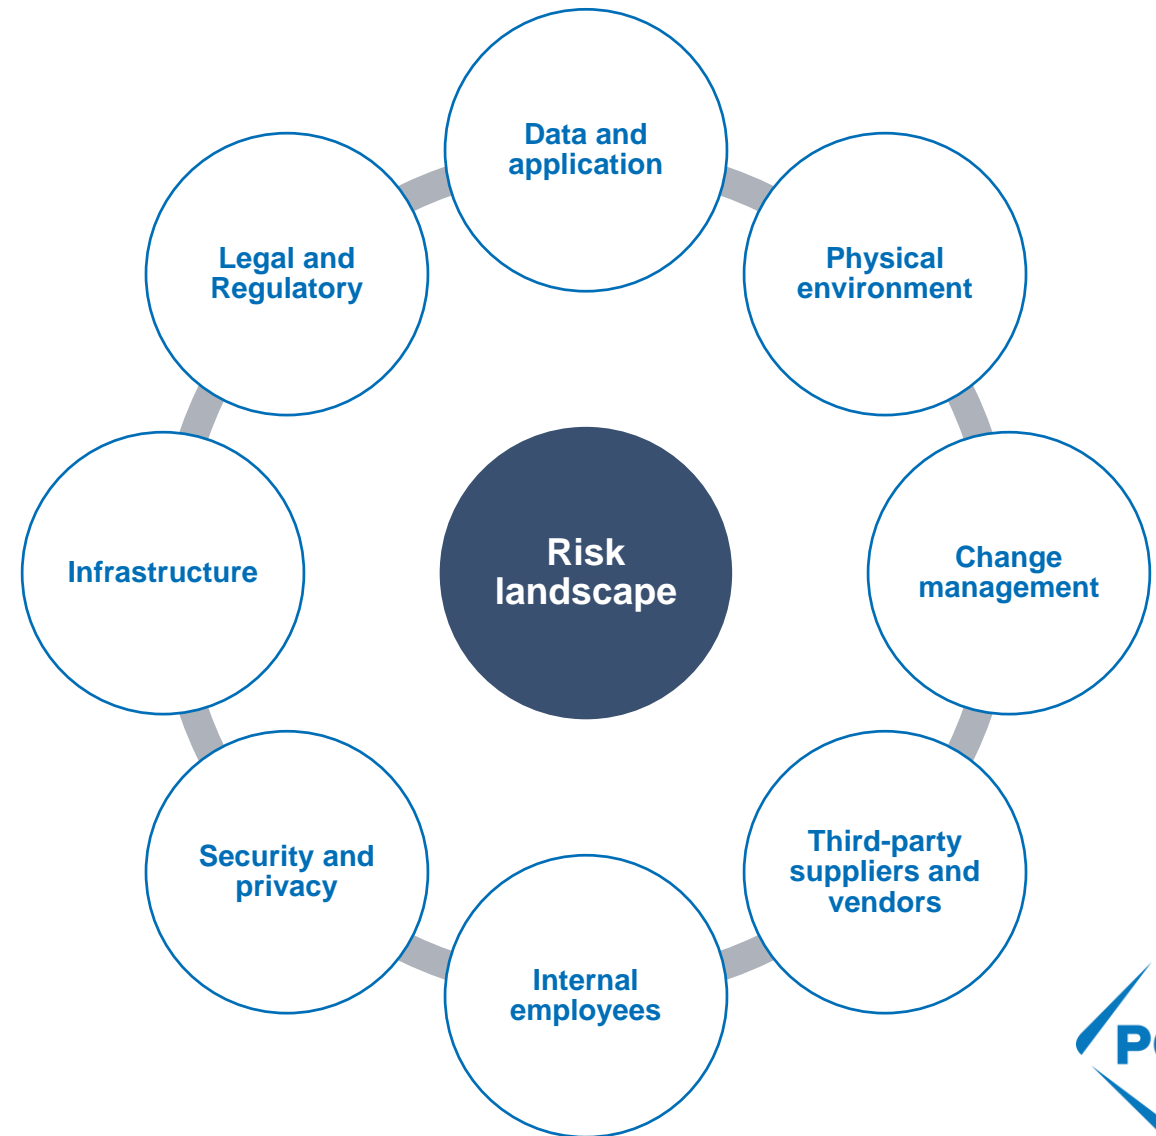 Data and
application
Legal and
Regulatory
Physical
environment
Infrastructure
Risk
landscape
Change
management
Security and
privacy
Third-party
suppliers and
vendors
Internal
employees